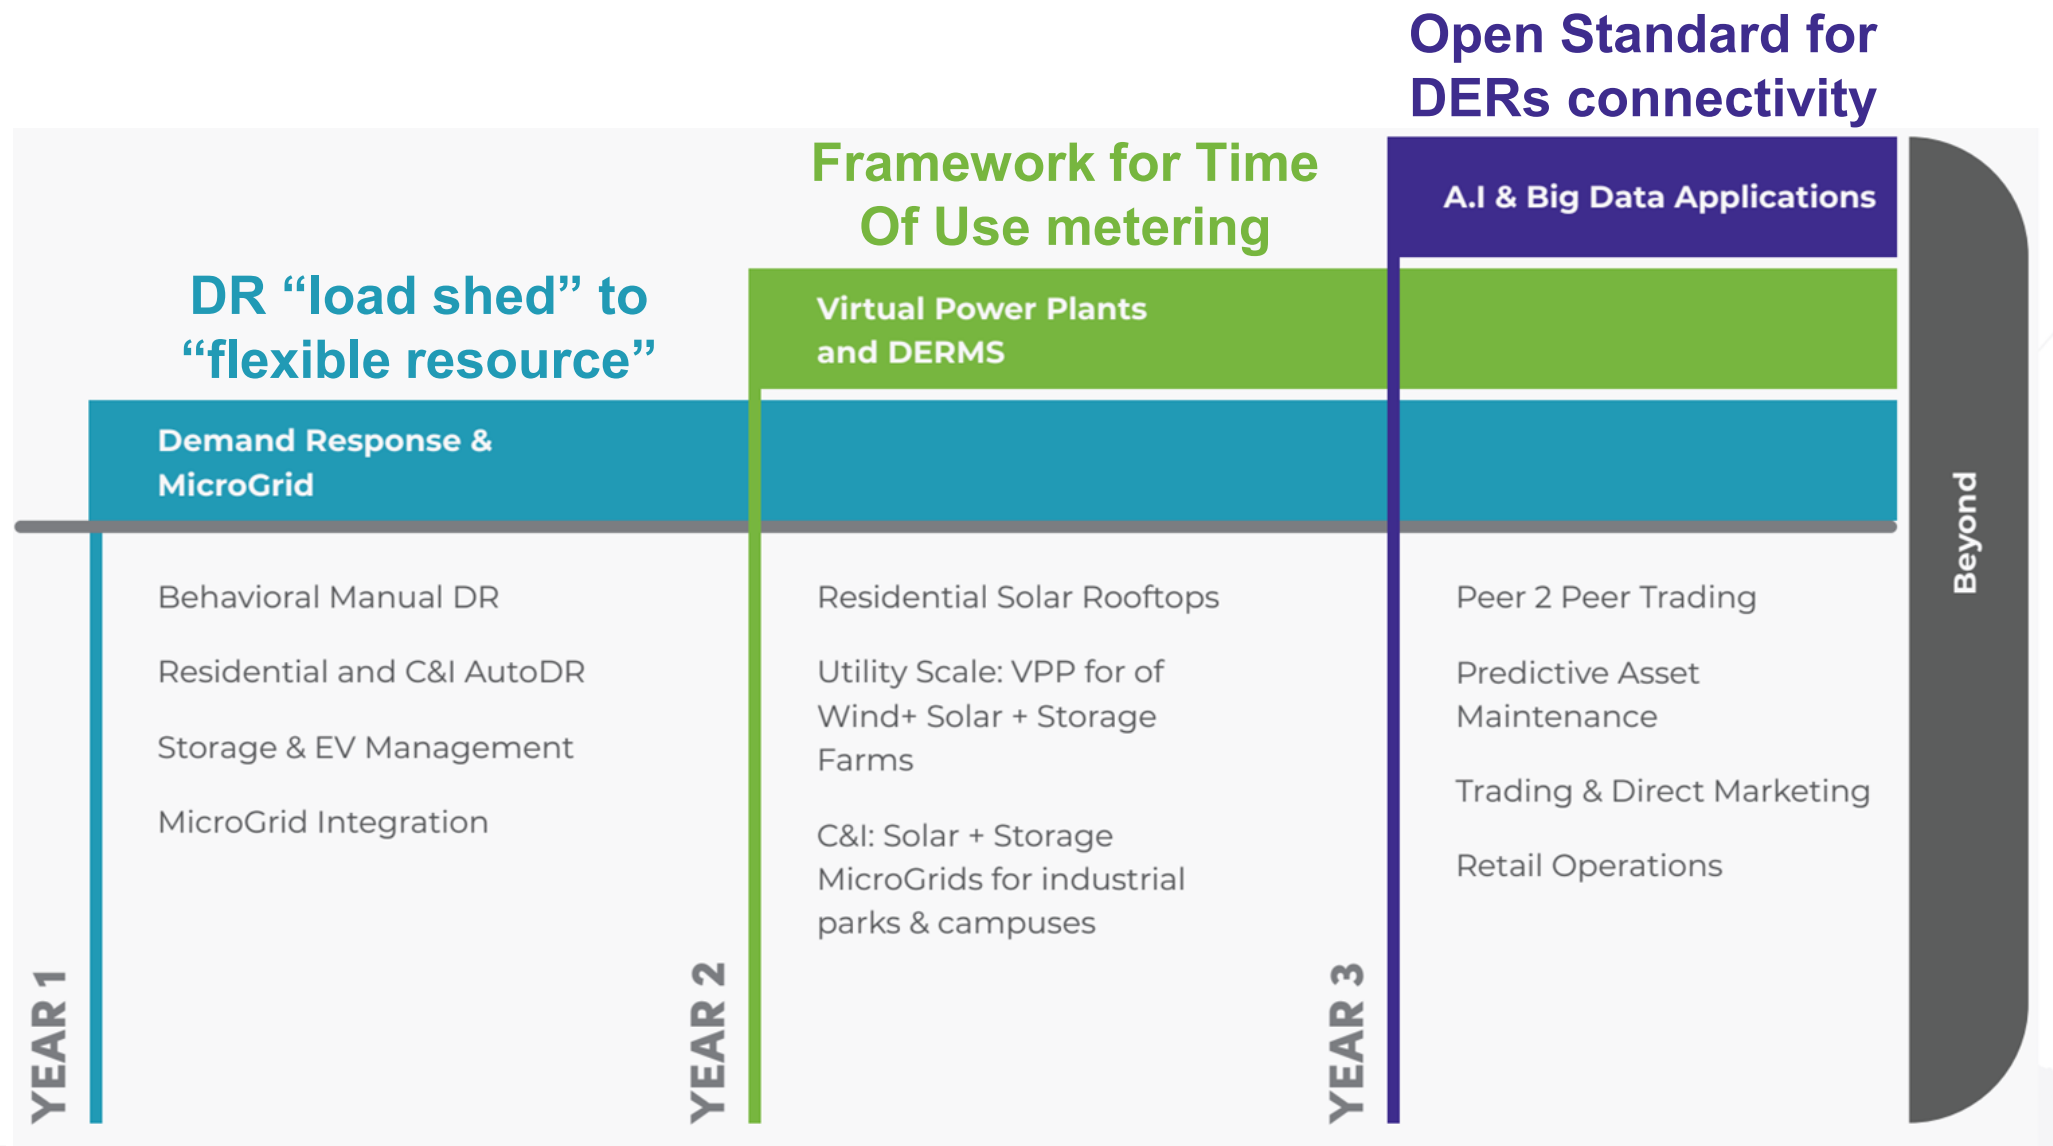 Open Standard for
DERs connectivity
Framework for Time
Of Use metering
A.I & Big Data Applications
DR “load shed” to
“flexible resource”
Virtual Power Plants
and DERMS
Demand Response &
MicroGrid
Beyond
YEAR 1
Behavioral Manual DR
Residential and C&I AutoDR
Storage & EV Management
MicroGrid Integration
YEAR 2
Residential Solar Rooftops
Utility Scale: VPP for of
Wind+ Solar + Storage
Farms
C&I: Solar + Storage
MicroGrids for industrial
parks & campuses
YEAR 3
Peer 2 Peer Trading
Predictive Asset
Maintenance
Trading & Direct Marketing
Retail Operations